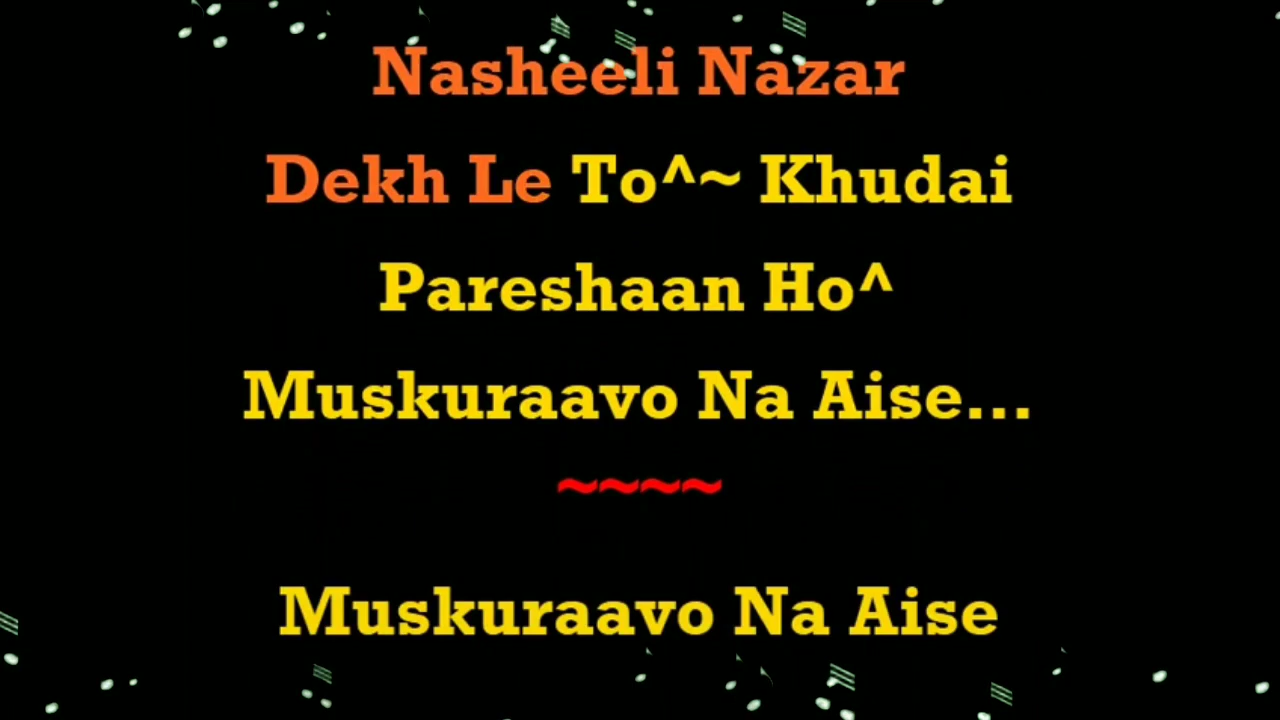 Nasheeli Nazar
Dekh Le To^~ Khudai
Pareshaan Ho^
Muskuraavo Na Aise...
~~~~
Muskuraavo Na Aise